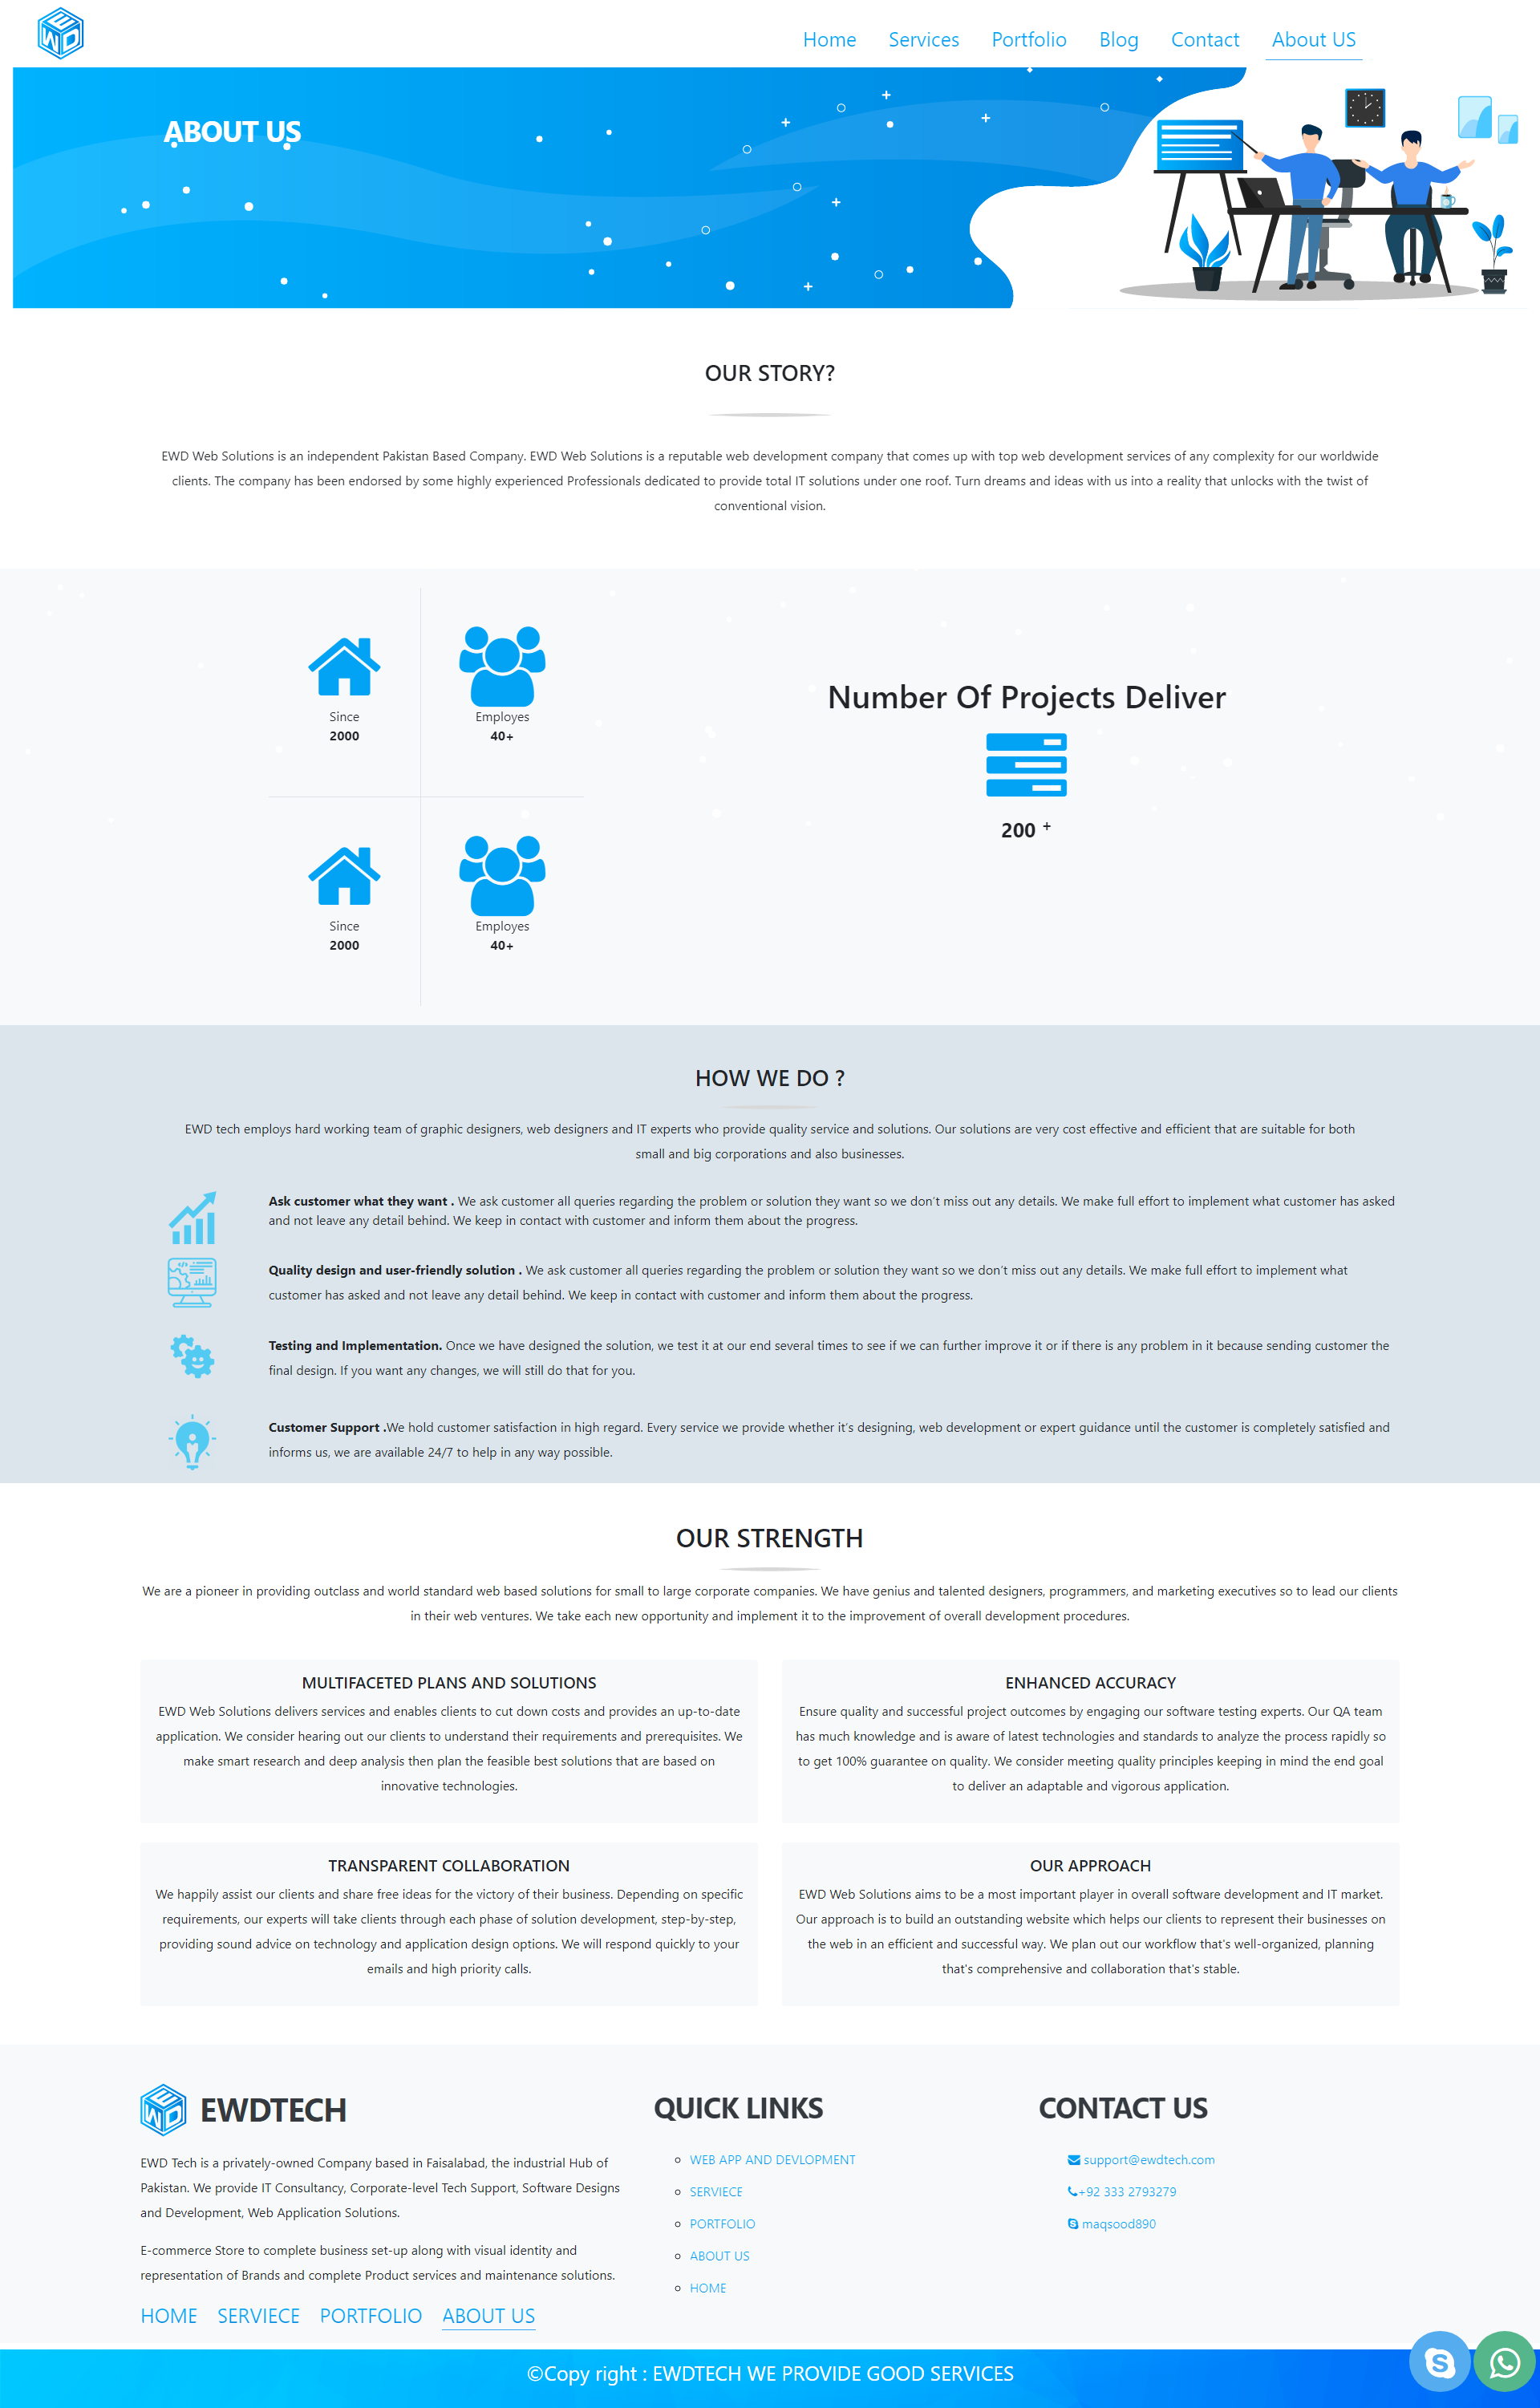 EWD
Home Services Portfolio Blog Contact About US
ABOUT US
OUR STORY?
EWD Web Solutions is an independent Pakistan Based Company. EWD Web Solutions is a reputable web development company that comes up with top web development services of any complexity for our worldwide
clients. The company has been endorsed by some highly experienced Professionals dedicated to provide total IT solutions under one roof. Turn dreams and ideas with us into a reality that unlocks with the twist of
conventional vision.
Since
2000
Employes
40+
Number Of Projects Deliver
200 +
Since
2000
Employes
40+
HOW WE DO ?
EWD tech employs hard working team of graphic designers, web designers and IT experts who provide quality service and solutions. Our solutions are very cost effective and efficient that are suitable for both
small and big corporations and also businesses.
Ask customer what they want . We ask customer all queries regarding the problem or solution they want so we don't miss out any details. We make full effort to implement what customer has asked
and not leave any detail behind. We keep in contact with customer and inform them about the progress.
Quality design and user-friendly solution . We ask customer all queries regarding the problem or solution they want so we don't miss out any details. We make full effort to implement what
customer has asked and not leave any detail behind. We keep in contact with customer and inform them about the progress.
Testing and Implementation. Once we have designed the solution, we test it at our end several times to see if we can further improve it or if there is any problem in it because sending customer the
final design. If you want any changes, we will still do that for you.
Customer Support .We hold customer satisfaction in high regard. Every service we provide whether it's designing, web development or expert guidance until the customer is completely satisfied and
informs us, we are available 24/7 to help in any way possible.
OUR STRENGTH
We are a pioneer in providing outclass and world standard web based solutions for small to large corporate companies. We have genius and talented designers, programmers, and marketing executives so to lead our clients
in their web ventures. We take each new opportunity and implement it to the improvement of overall development procedures.
MULTIFACETED PLANS AND SOLUTIONS
EWD Web Solutions delivers services and enables clients to cut down costs and provides an up-to-date
application. We consider hearing out our clients to understand their requirements and prerequisites. We
make smart research and deep analysis then plan the feasible best solutions that are based on
innovative technologies.
ENHANCED ACCURACY
Ensure quality and successful project outcomes by engaging our software testing experts. Our QA team
has much knowledge and is aware of latest technologies and standards to analyze the process rapidly so
to get 100% guarantee on quality. We consider meeting quality principles keeping in mind the end goal
to deliver an adaptable and vigorous application.
TRANSPARENT COLLABORATION
We happily assist our clients and share free ideas for the victory of their business. Depending on specific
requirements, our experts will take clients through each phase of solution development, step-by-step,
providing sound advice on technology and application design options. We will respond quickly to your
emails and high priority calls.
OUR APPROACH
EWD Web Solutions aims to be a most important player in overall software development and IT market.
Our approach is to build an outstanding website which helps our clients to represent their businesses on
the web in an efficient and successful way. We plan out our workflow that's well-organized, planning
that's comprehensive and collaboration that's stable.
EWD
EWDTECH
EWD Tech is a privately-owned Company based in Faisalabad, the industrial Hub of
Pakistan. We provide IT Consultancy, Corporate-level Tech Support, Software Designs
and Development, Web Application Solutions.
E-commerce Store to complete business set-up along with visual identity and
representation of Brands and complete Product services and maintenance solutions.
HOME SERVIECE PORTFOLIO ABOUT US
QUICK LINKS
WEB APP AND DEVLOPMENT
SERVIECE
PORTFOLIO
ABOUT US
HOME
CONTACT US
support@ewdtech.com
+92 333 2793279
maqsood890
©Copy right : EWDTECH WE PROVIDE GOOD SERVICES